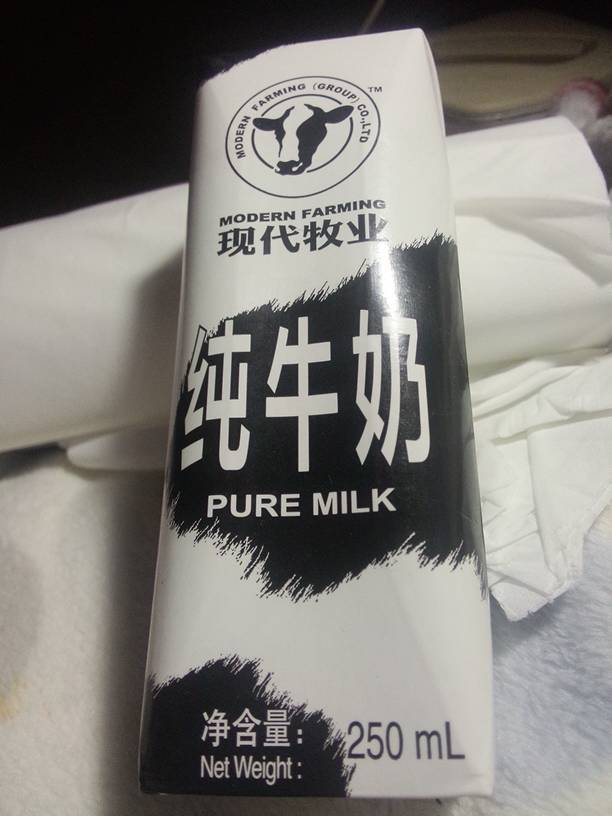 MODERN FARMING (GROUP) CO.,LTD
TM
MODERN FARMING
现代牧业
纯牛奶
PURE MILK
净含量：
250 mL
Net Weight :